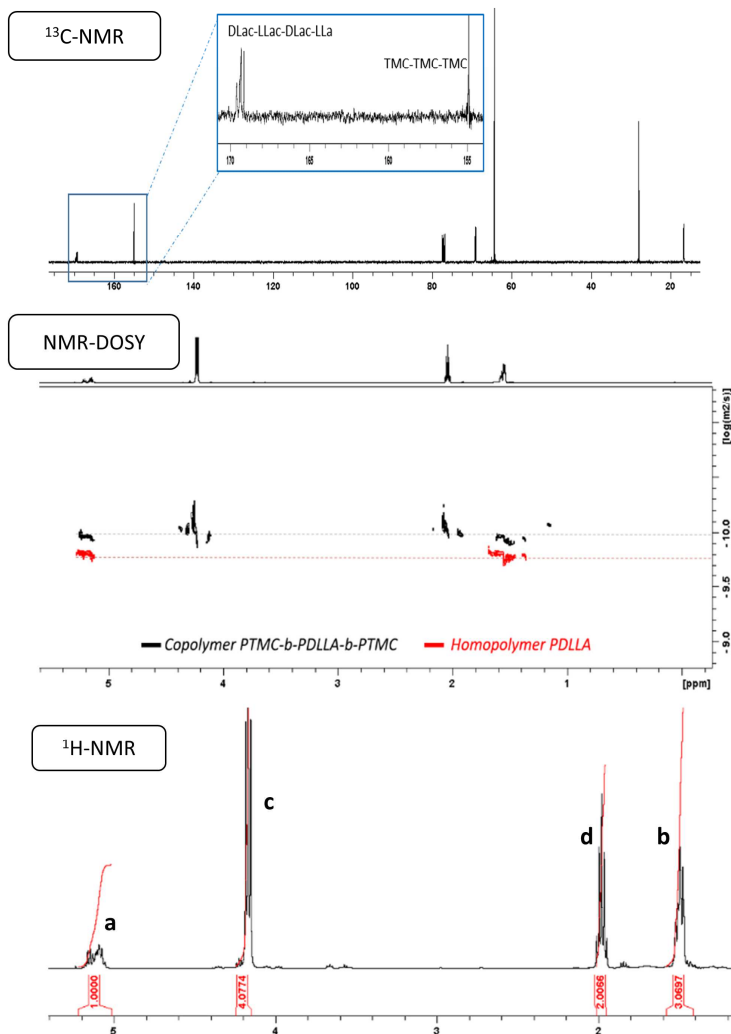 ¹³C-NMR
DLac-LLac-DLac-LLa
TMC-TMC-TMC
170 165 160 155
160 140 120 100 80 60 40 20
NMR-DOSY
[log(m2/s)]
- 10.0
- 9.5
- 9.0
Copolymer PTMC-b-PDLLA-b-PTMC Homopolymer PDLLA
5 4 3 2 1 [ppm]
¹H-NMR
a c d b
1.0000 4.0774 2.0066 3.0697
5 4 3 2